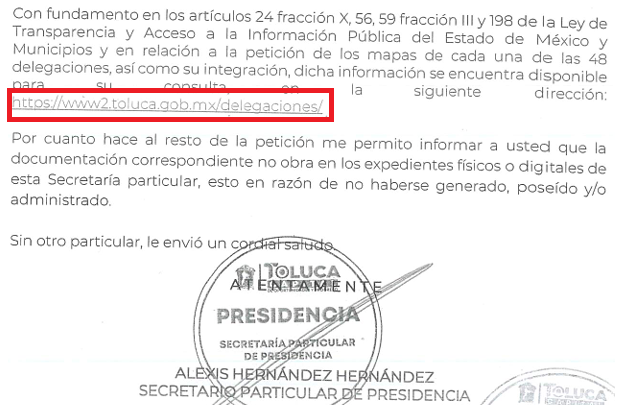 Con fundamento en los artículos 24 fracción X, 56, 59 fracción III y 198 de la Ley de
Transparencia y Acceso a la Información Pública del Estado de México y
Municipios y en relación a la petición de los mapas de cada una de las 48
delegaciones, así como su integración, dicha información se encuentra disponible
para su consulta, en la siguiente dirección:
https://www2.toluca.gob.mx/delegaciones/
Por cuanto hace al resto de la petición me permito informar a usted que la
documentación correspondiente no obra en los expedientes físicos o digitales de
esta Secretaría particular, esto en razón de no haberse generado, poseído y/o
administrado.
Sin otro particular, le envió un cordial saludo.
TOLUCA
ATENTAMENTE
PRESIDENCIA
SECRETARÍA PARTICULAR
DE PRESIDENCIA
ALEXIS HERNÁNDEZ HERNÁNDEZ
SECRETARIO PARTICULAR DE PRESIDENCIA
TOLUCA